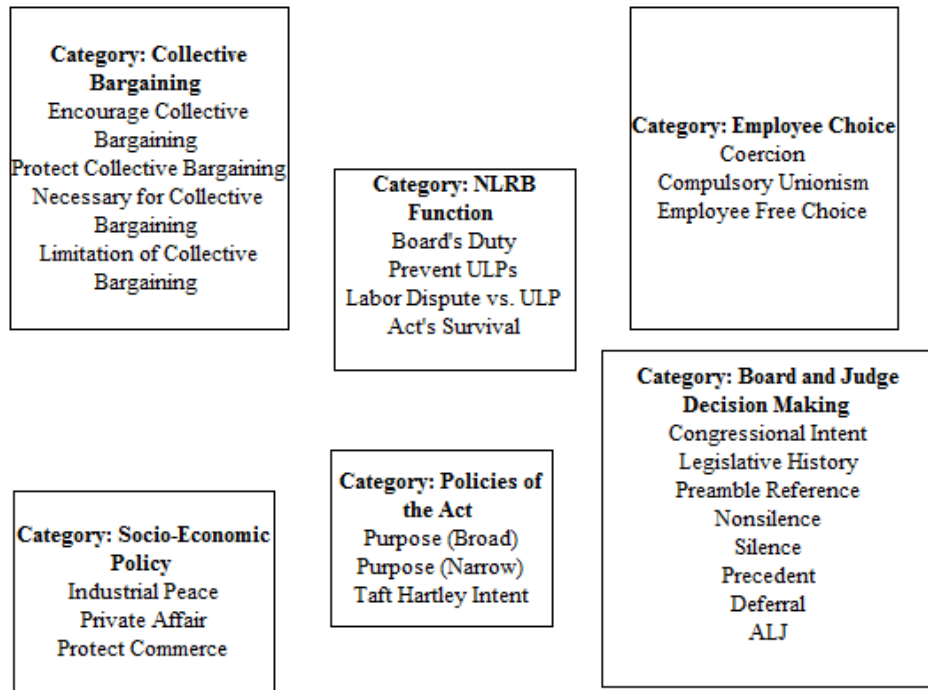 Category: Collective
Bargaining
Encourage Collective
Bargaining
Protect Collective Bargaining
Necessary for Collective
Bargaining
Limitation of Collective
Bargaining
Category: NLRB
Function
Board's Duty
Prevent ULPs
Labor Dispute vs. ULP
Act's Survival
Category: Employee Choice
Coercion
Compulsory Unionism
Employee Free Choice
Category: Socio-Economic
Policy
Industrial Peace
Private Affair
Protect Commerce
Category: Policies of
the Act
Purpose (Broad)
Purpose (Narrow)
Taft Hartley Intent
Category: Board and Judge
Decision Making
Congressional Intent
Legislative History
Preamble Reference
Nonsilence
Silence
Precedent
Deferral
ALJ